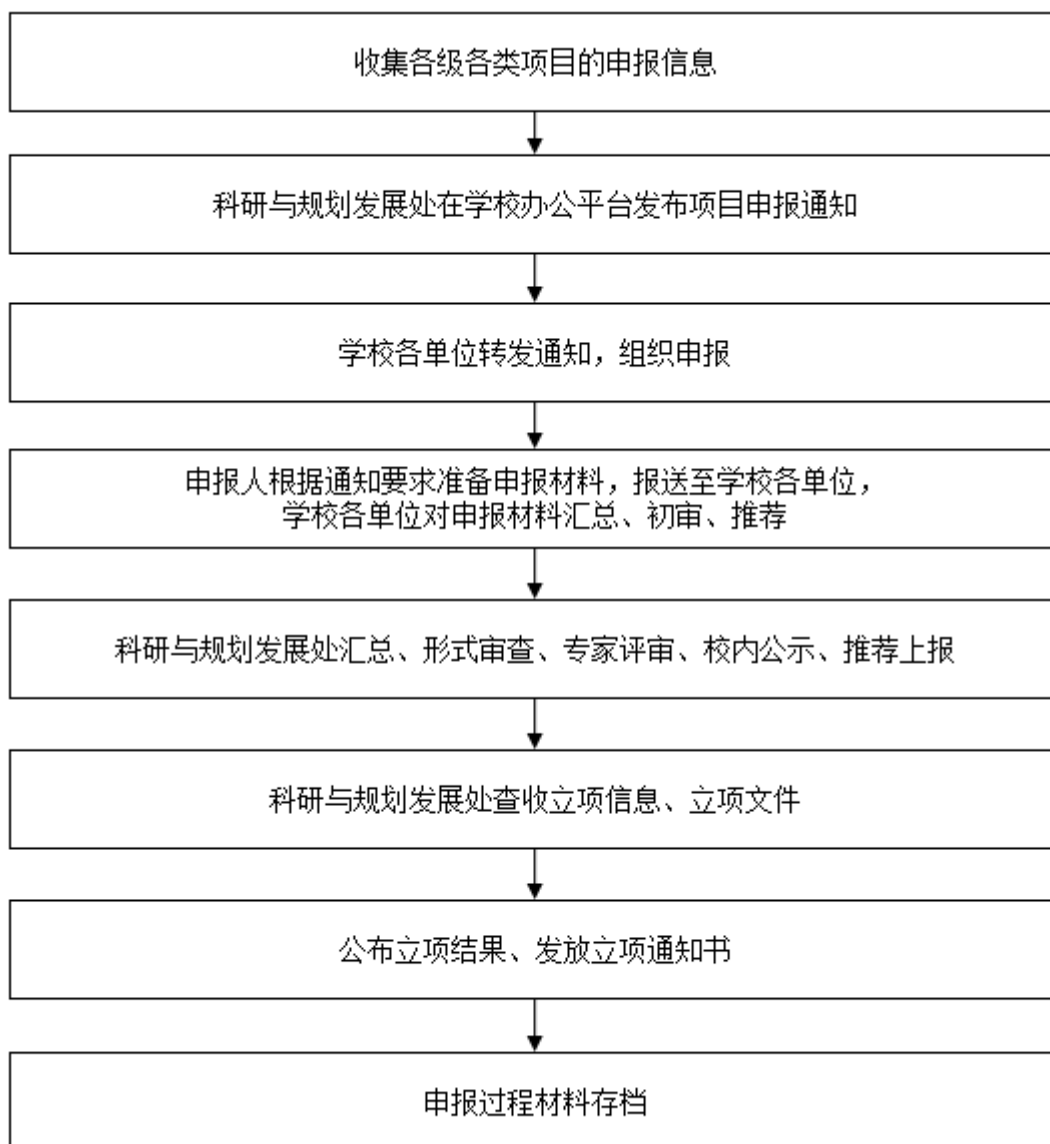 收集各级各类项目的申报信息
科研与规划发展处在学校办公平台发布项目申报通知
学校各单位转发通知，组织申报
申报人根据通知要求准备申报材料，报送至学校各单位，
学校各单位对申报材料汇总、初审、推荐
科研与规划发展处汇总、形式审查、专家评审、校内公示、推荐上报
科研与规划发展处查收立项信息、立项文件
公布立项结果、发放立项通知书
申报过程材料存档